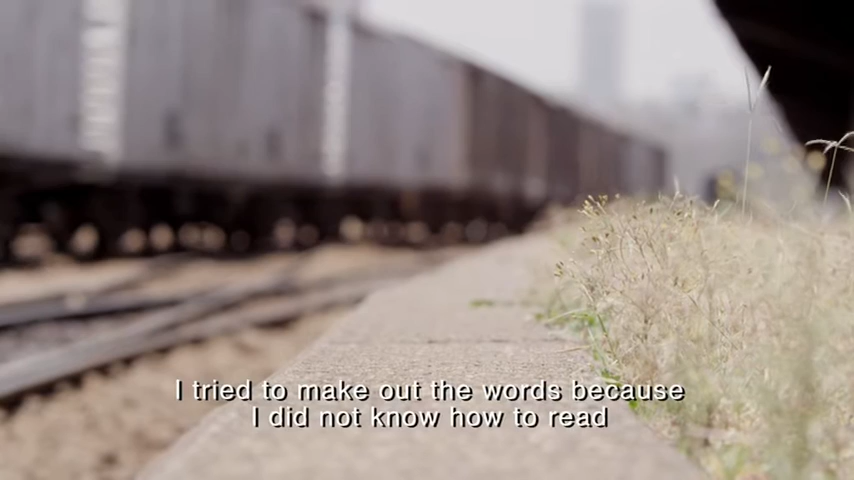 I tried to make out the words because
I did not know how to read